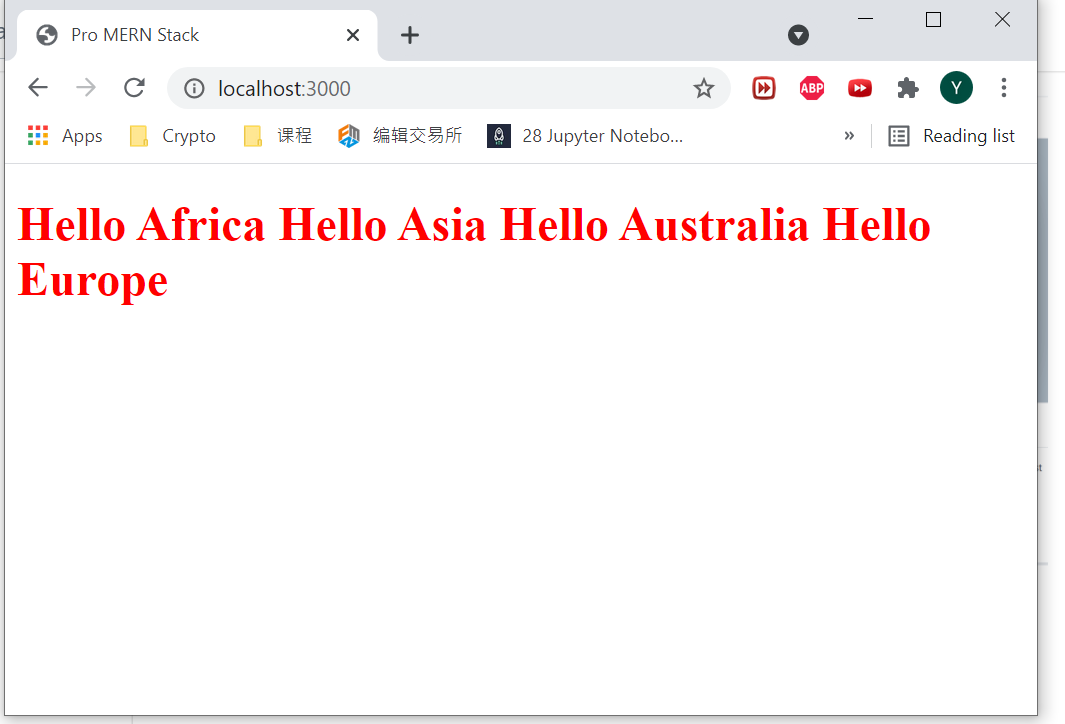 Pro MERN Stack
localhost:3000
ABP
Y
Apps Crypto 课程 编辑交易所 28 Jupyter Notebo... » Reading list
Hello Africa Hello Asia Hello Australia Hello
Europe